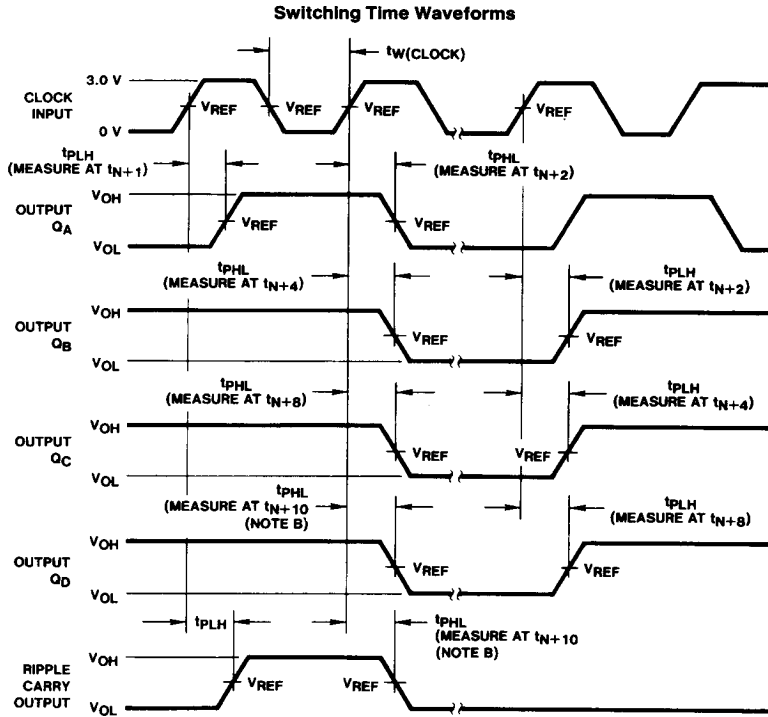 Switching Time Waveforms
tW(CLOCK)
3.0 V
CLOCK
INPUT
VREF
VREF
VREF
VREF
0 V
tPLH
(MEASURE AT tN+1)
tPHL
(MEASURE AT tN+2)
VOH
OUTPUT
QA
VREF
VREF
VOL
tPHL
(MEASURE AT tN+4)
tPLH
(MEASURE AT tN+2)
VOH
OUTPUT
QB
VREF
VREF
VOL
tPHL
(MEASURE AT tN+8)
tPLH
(MEASURE AT tN+4)
VOH
OUTPUT
QC
VREF
VREF
VOL
tPHL
(MEASURE AT tN+10
(NOTE B)
tPLH
(MEASURE AT tN+8)
VOH
OUTPUT
QD
VREF
VREF
VOL
tPLH
tPHL
(MEASURE AT tN+10
(NOTE B)
VOH
RIPPLE
CARRY
OUTPUT
VREF
VREF
VOL